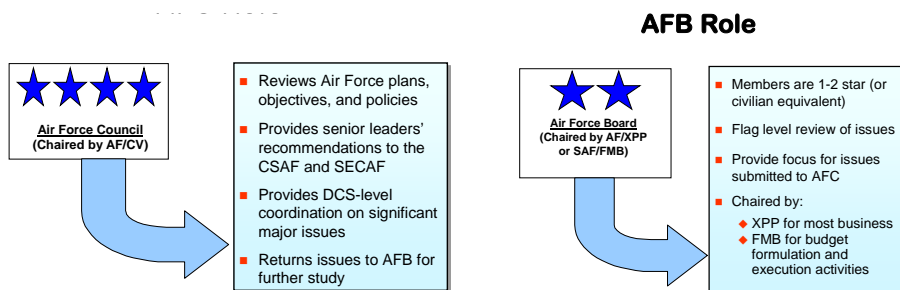 AFB Role
Air Force Council
(Chaired by AF/CV)
■ Reviews Air Force plans,
objectives, and policies
■ Provides senior leaders’
recommendations to the
CSAF and SECAF
■ Provides DCS-level
coordination on significant
major issues
■ Returns issues to AFB for
further study
Air Force Board
(Chaired by AF/XPP
or SAF/FMB)
■ Members are 1-2 star (or
civilian equivalent)
■ Flag level review of issues
■ Provide focus for issues
submitted to AFC
■ Chaired by:
◆ XPP for most business
◆ FMB for budget
formulation and
execution activities